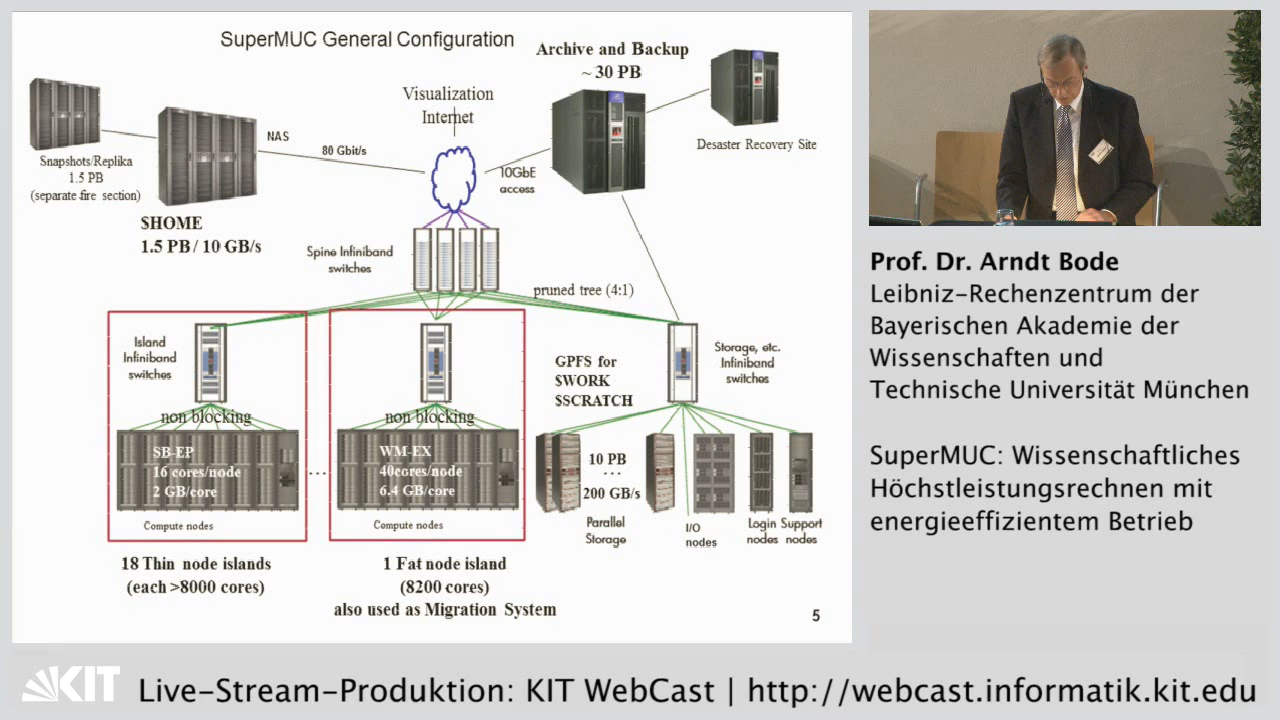 SuperMUC General Configuration
Archive and Backup
~ 30 PB
Visualization
Internet
NAS
80 Gbit/s
10GbE
access
Desaster Recovery Site
Snapshots/Replika
1.5 PB
(separate fire section)
$HOME
1.5 PB / 10 GB/s
Spine Infiniband
switches
pruned tree (4:1)
Island
Infiniband
switches
non blocking
SB-EP
16 cores/node
2 GB/core
Compute nodes
18 Thin node islands
(each >8000 cores)
...
non blocking
WM-EX
40cores/node
6.4 GB/core
Compute nodes
1 Fat node island
(8200 cores)
also used as Migration System
GPFS for
$WORK
$SCRATCH
Storage, etc.
Infiniband
switches
10 PB
...
200 GB/s
Parallel
Storage
I/O
nodes
Login
nodes
Support
nodes
5
Prof. Dr. Arndt Bode
Leibniz-Rechenzentrum der
Bayerischen Akademie der
Wissenschaften und
Technische Universität München
SuperMUC: Wissenschaftliches
Höchstleistungsrechnen mit
energieeffizientem Betrieb
KIT
Live-Stream-Produktion: KIT WebCast | http://webcast.informatik.kit.edu